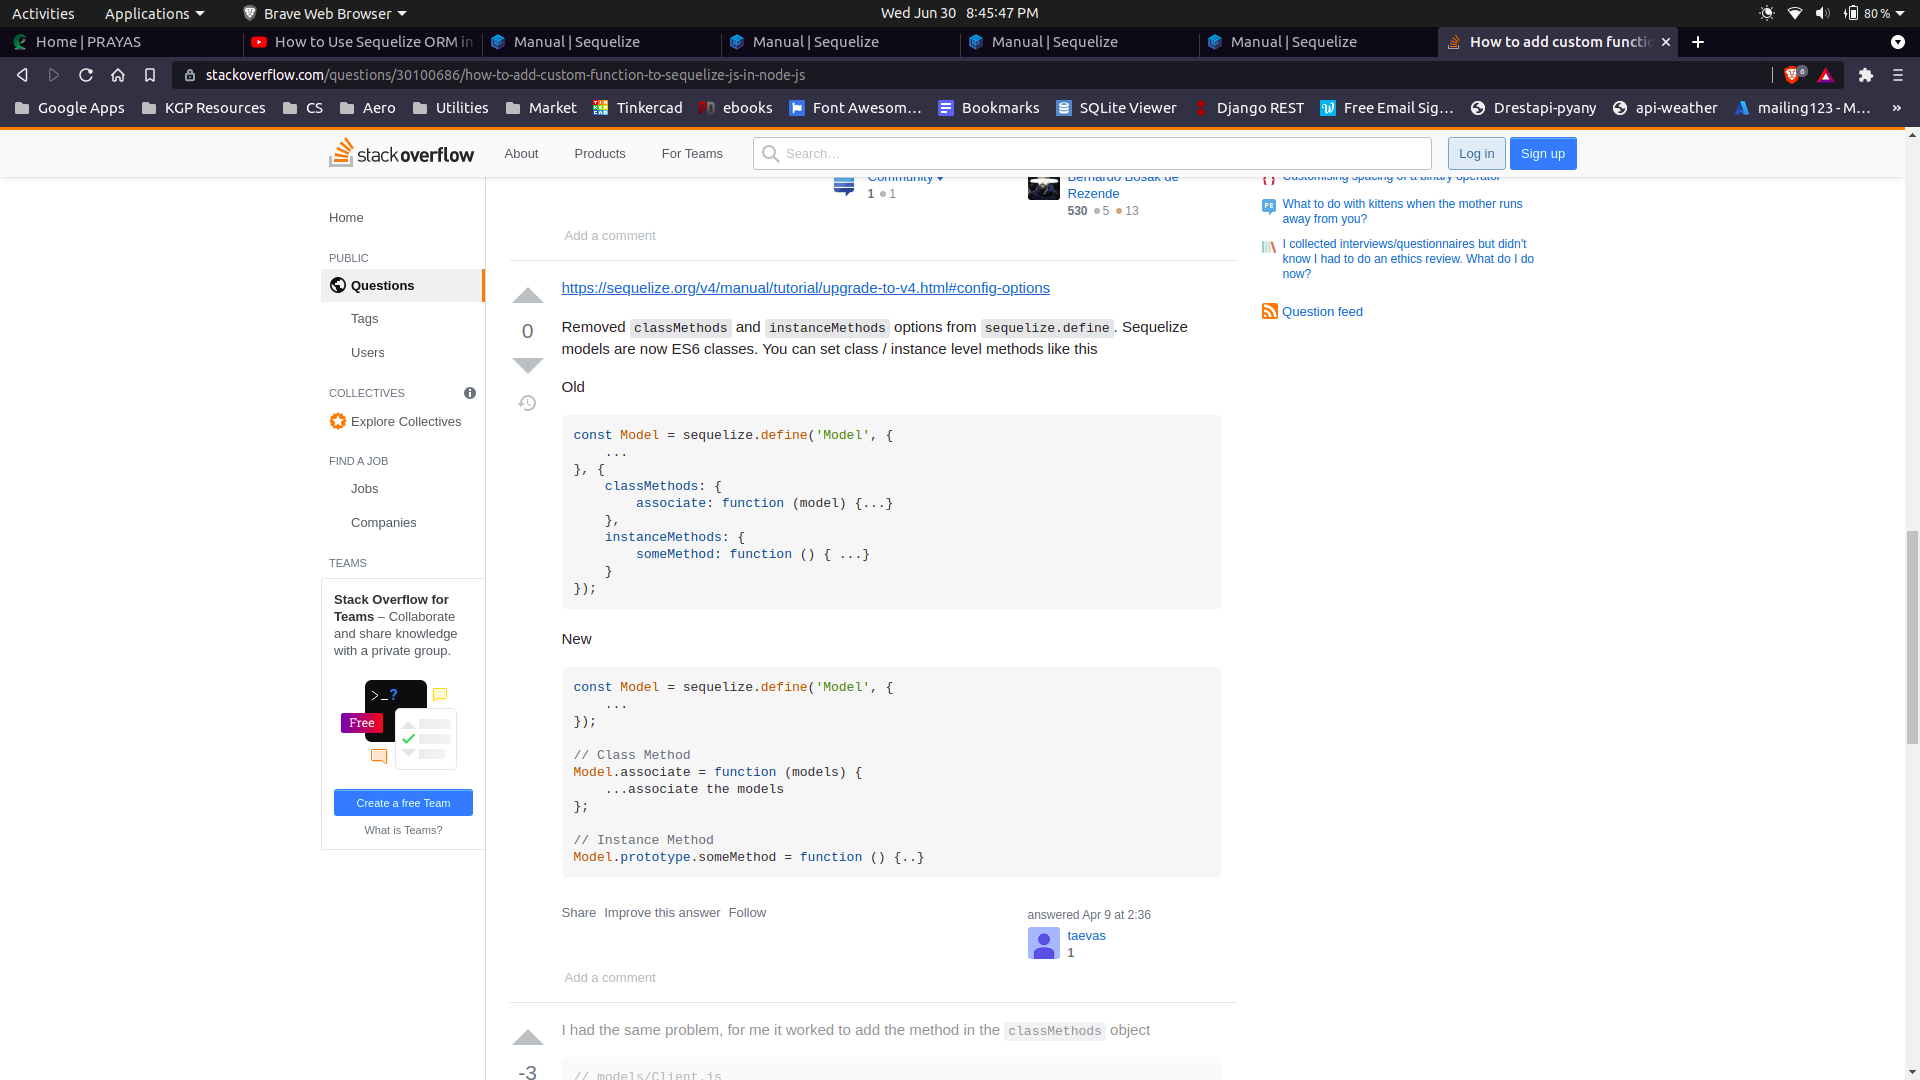 Activities Applications Brave Web Browser Wed Jun 30 8:45:47 PM 80 %
Home | PRAYAS How to Use Sequelize ORM in Manual | Sequelize Manual | Sequelize Manual | Sequelize Manual | Sequelize How to add custom functi
stackoverflow.com/questions/30100686/how-to-add-custom-function-to-sequelize-js-in-node-js
Google Apps KGP Resources CS Aero Utilities Market Tinkercad ebooks Font Awesom… Bookmarks SQLite Viewer Django REST Free Email Sig… Drestapi-pyany api-weather mailing123 - M… »
stack overflow About Products For Teams Search… Log in Sign up
Home
PUBLIC
Questions
Tags
Users
COLLECTIVES
Explore Collectives
FIND A JOB
Jobs
Companies
TEAMS
Stack Overflow for
Teams – Collaborate
and share knowledge
with a private group.
>_?
Free
Create a free Team
What is Teams?
Community
1 1
Bernardo Bosak de
Rezende
530 5 13
Add a comment
0
https://sequelize.org/v4/manual/tutorial/upgrade-to-v4.html#config-options
Removed classMethods and instanceMethods options from sequelize.define. Sequelize
models are now ES6 classes. You can set class / instance level methods like this
Old
const Model = sequelize.define('Model', {
...
}, {
classMethods: {
associate: function (model) {...}
},
instanceMethods: {
someMethod: function () { ...}
}
});
New
const Model = sequelize.define('Model', {
...
});
// Class Method
Model.associate = function (models) {
...associate the models
};
// Instance Method
Model.prototype.someMethod = function () {..}
Share Improve this answer Follow
answered Apr 9 at 2:36
taevas
1
Add a comment
-3
I had the same problem, for me it worked to add the method in the classMethods object
// models/Client.js
Customising spacing of a binary operator
PE
What to do with kittens when the mother runs
away from you?
I collected interviews/questionnaires but didn't
know I had to do an ethics review. What do I do
now?
Question feed